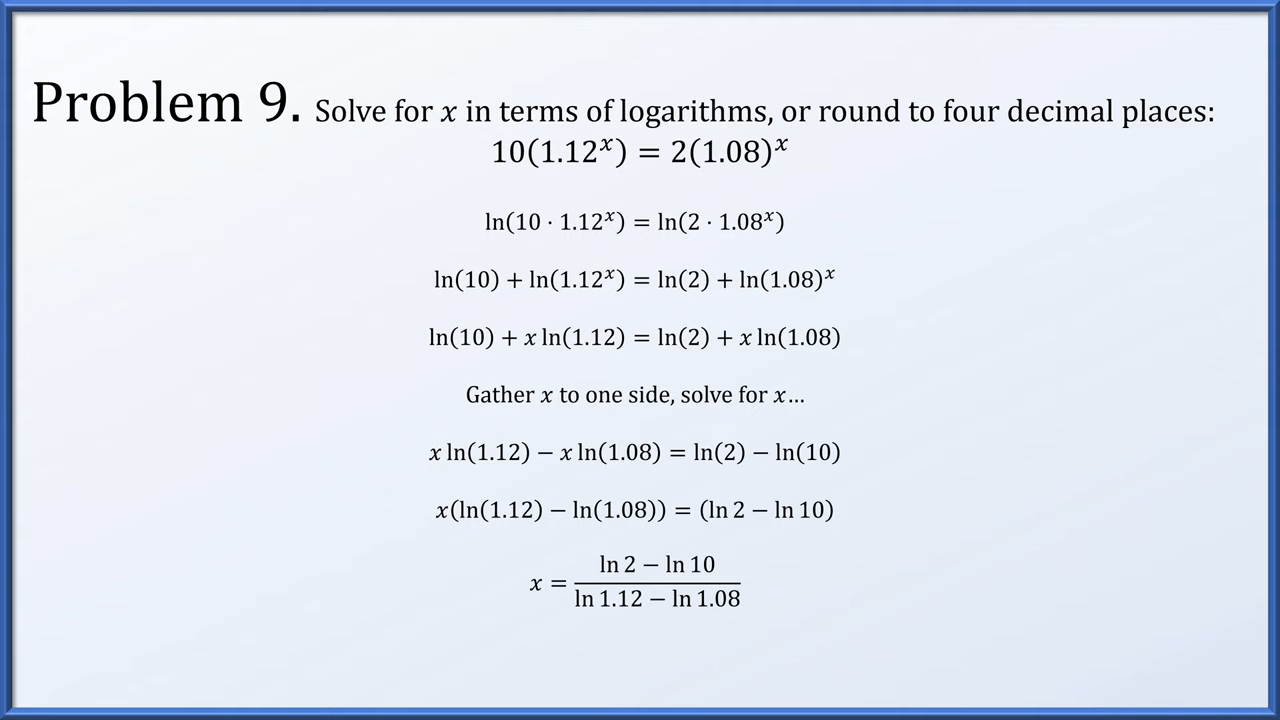 Problem 9. Solve for x in terms of logarithms, or round to four decimal places:
10(1.12ˣ) = 2(1.08)ˣ
ln(10 · 1.12ˣ) = ln(2 · 1.08ˣ)
ln(10) + ln(1.12ˣ) = ln(2) + ln(1.08)ˣ
ln(10) + x ln(1.12) = ln(2) + x ln(1.08)
Gather x to one side, solve for x…
x ln(1.12) − x ln(1.08) = ln(2) − ln(10)
x(ln(1.12) − ln(1.08)) = (ln 2 − ln 10)
x = (ln 2 − ln 10)/(ln 1.12 − ln 1.08)